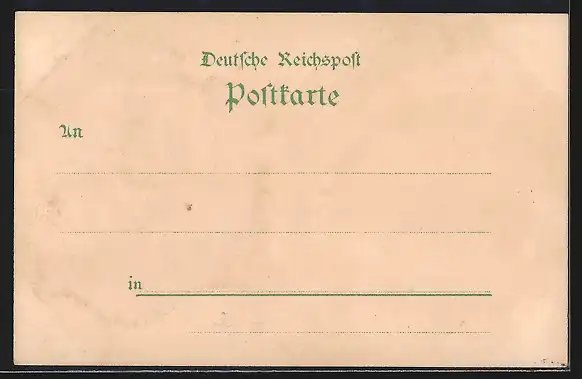 Deutſche Reichspoſt
Poſtkarte
An
in